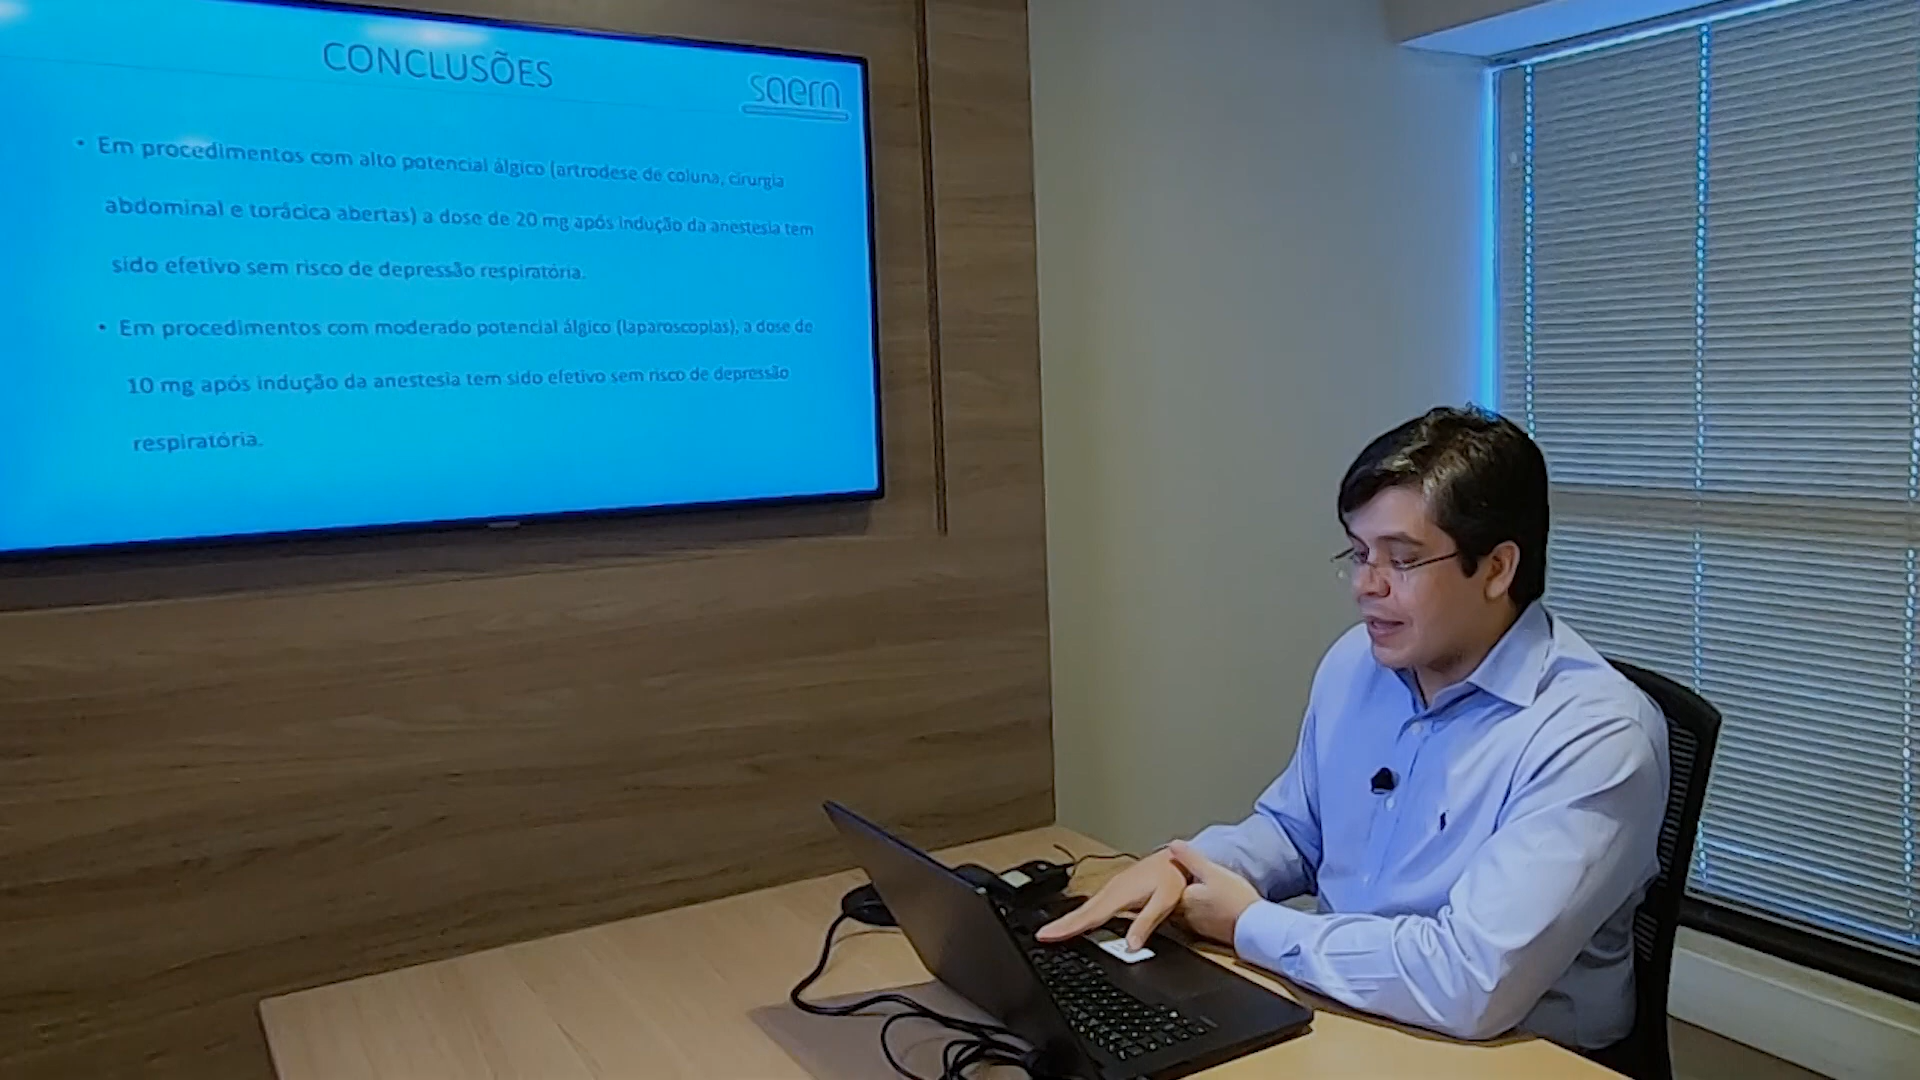 CONCLUSÕES
saern
• Em procedimentos com alto potencial álgico (artrodese de coluna, cirurgia
abdominal e torácica abertas) a dose de 20 mg após indução da anestesia tem
sido efetivo sem risco de depressão respiratória.
• Em procedimentos com moderado potencial álgico (laparoscopias), a dose de
10 mg após indução da anestesia tem sido efetivo sem risco de depressão
respiratória.